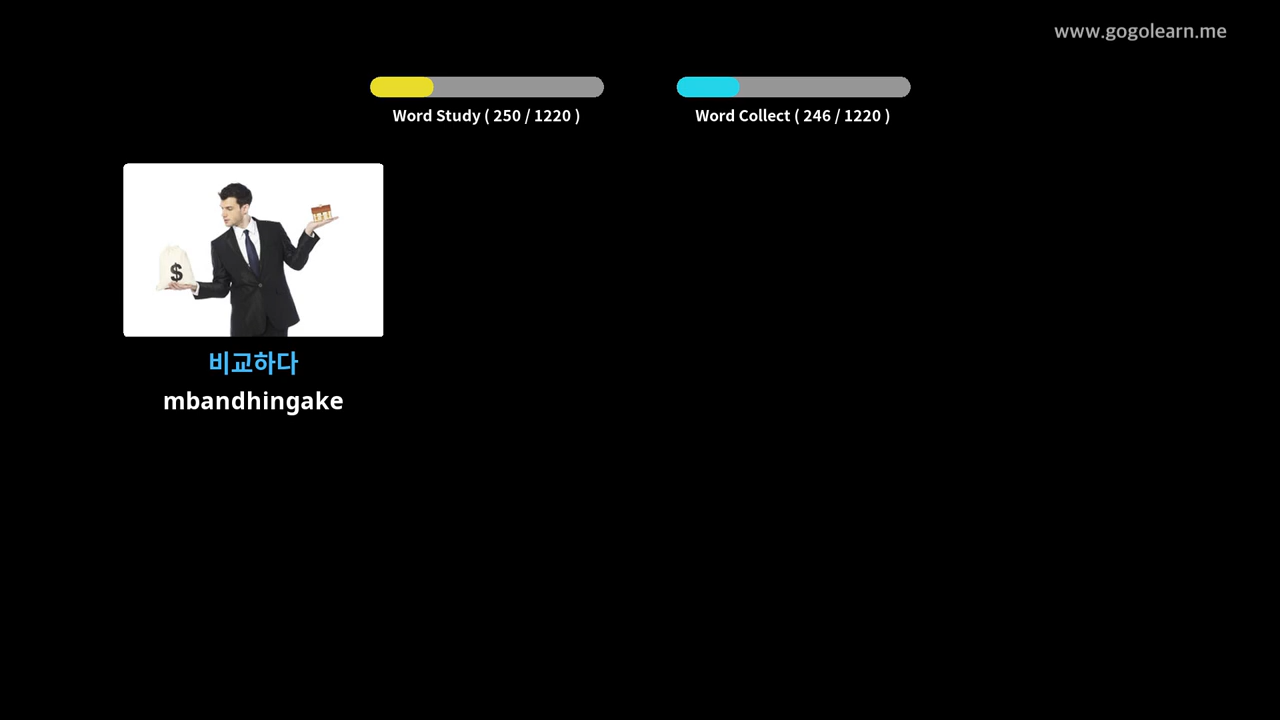 www.gogolearn.me
Word Study ( 250 / 1220 )
Word Collect ( 246 / 1220 )
$
비교하다
mbandhingake